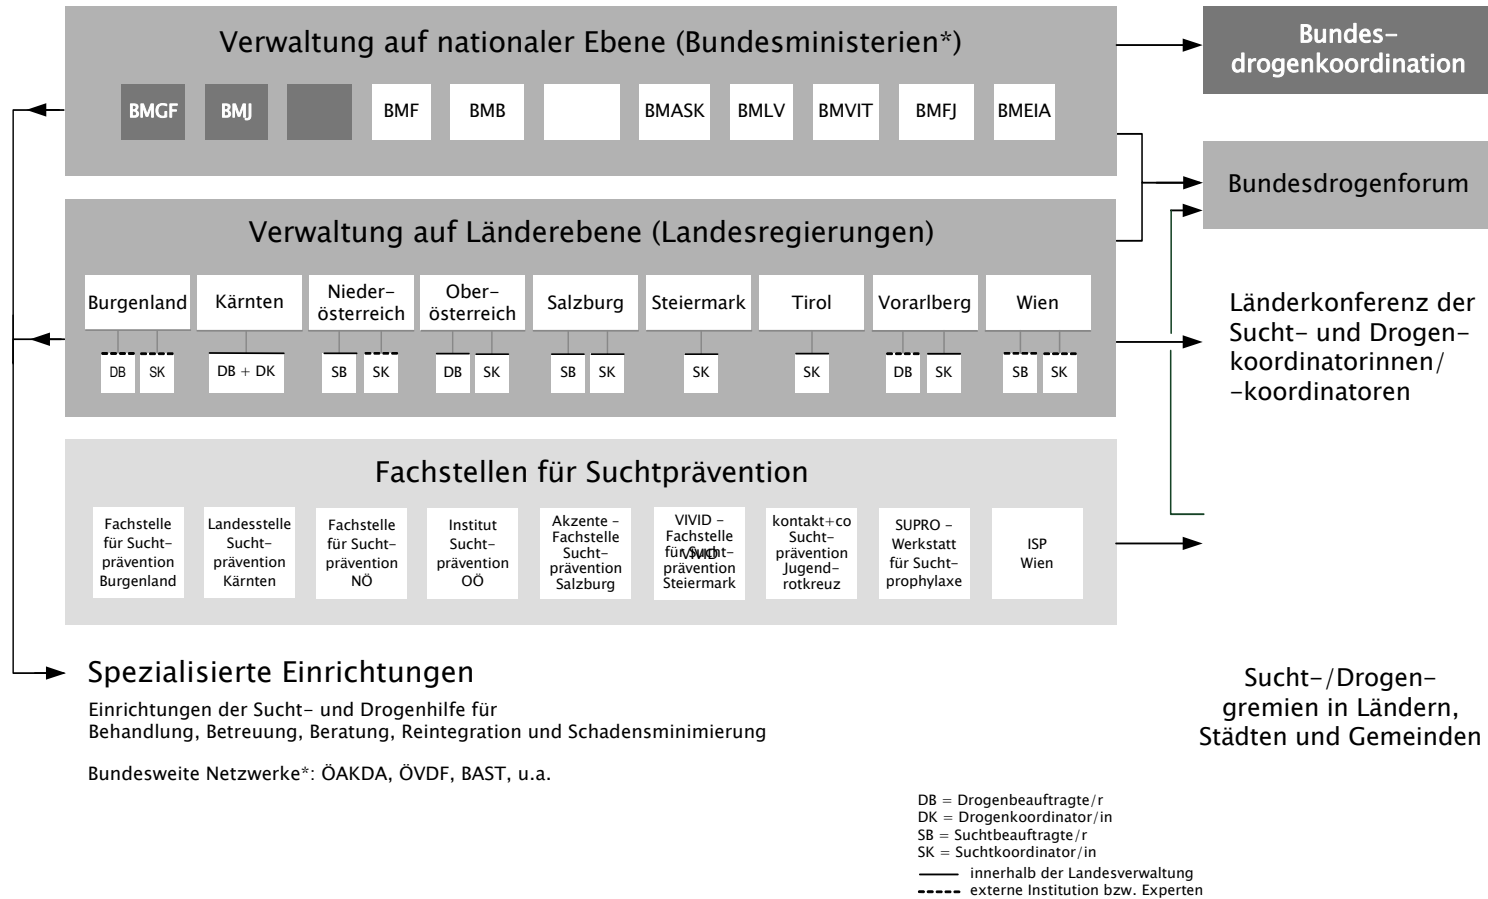 Verwaltung auf nationaler Ebene (Bundesministerien*)
BMGF
BMJ
BMF
BMB
BMASK
BMLV
BMVIT
BMFJ
BMEIA
Bundes-
drogenkoordination
Bundesdrogenforum
Verwaltung auf Länderebene (Landesregierungen)
Burgenland
Kärnten
Nieder-
österreich
Ober-
österreich
Salzburg
Steiermark
Tirol
Vorarlberg
Wien
DB
SK
DB + DK
SB
SK
DB
SK
SB
SK
SK
SK
DB
SK
SB
SK
Länderkonferenz der
Sucht- und Drogen-
koordinatorinnen/
-koordinatoren
Fachstellen für Suchtprävention
Fachstelle
für Sucht-
prävention
Burgenland
Landesstelle
Sucht-
prävention
Kärnten
Fachstelle
für Sucht-
prävention
NÖ
Institut
Sucht-
prävention
OÖ
Akzente -
Fachstelle
Sucht-
prävention
Salzburg
VIVID -
Fachstelle
für Sucht-
VIVID
prävention
Steiermark
kontakt+co
Sucht-
prävention
Jugend-
rotkreuz
SUPRO -
Werkstatt
für Sucht-
prophylaxe
ISP
Wien
Spezialisierte Einrichtungen
Einrichtungen der Sucht- und Drogenhilfe für
Behandlung, Betreuung, Beratung, Reintegration und Schadensminimierung
Bundesweite Netzwerke*: ÖAKDA, ÖVDF, BAST, u.a.
Sucht-/Drogen-
gremien in Ländern,
Städten und Gemeinden
DB = Drogenbeauftragte/r
DK = Drogenkoordinator/in
SB = Suchtbeauftragte/r
SK = Suchtkoordinator/in
innerhalb der Landesverwaltung
externe Institution bzw. Experten